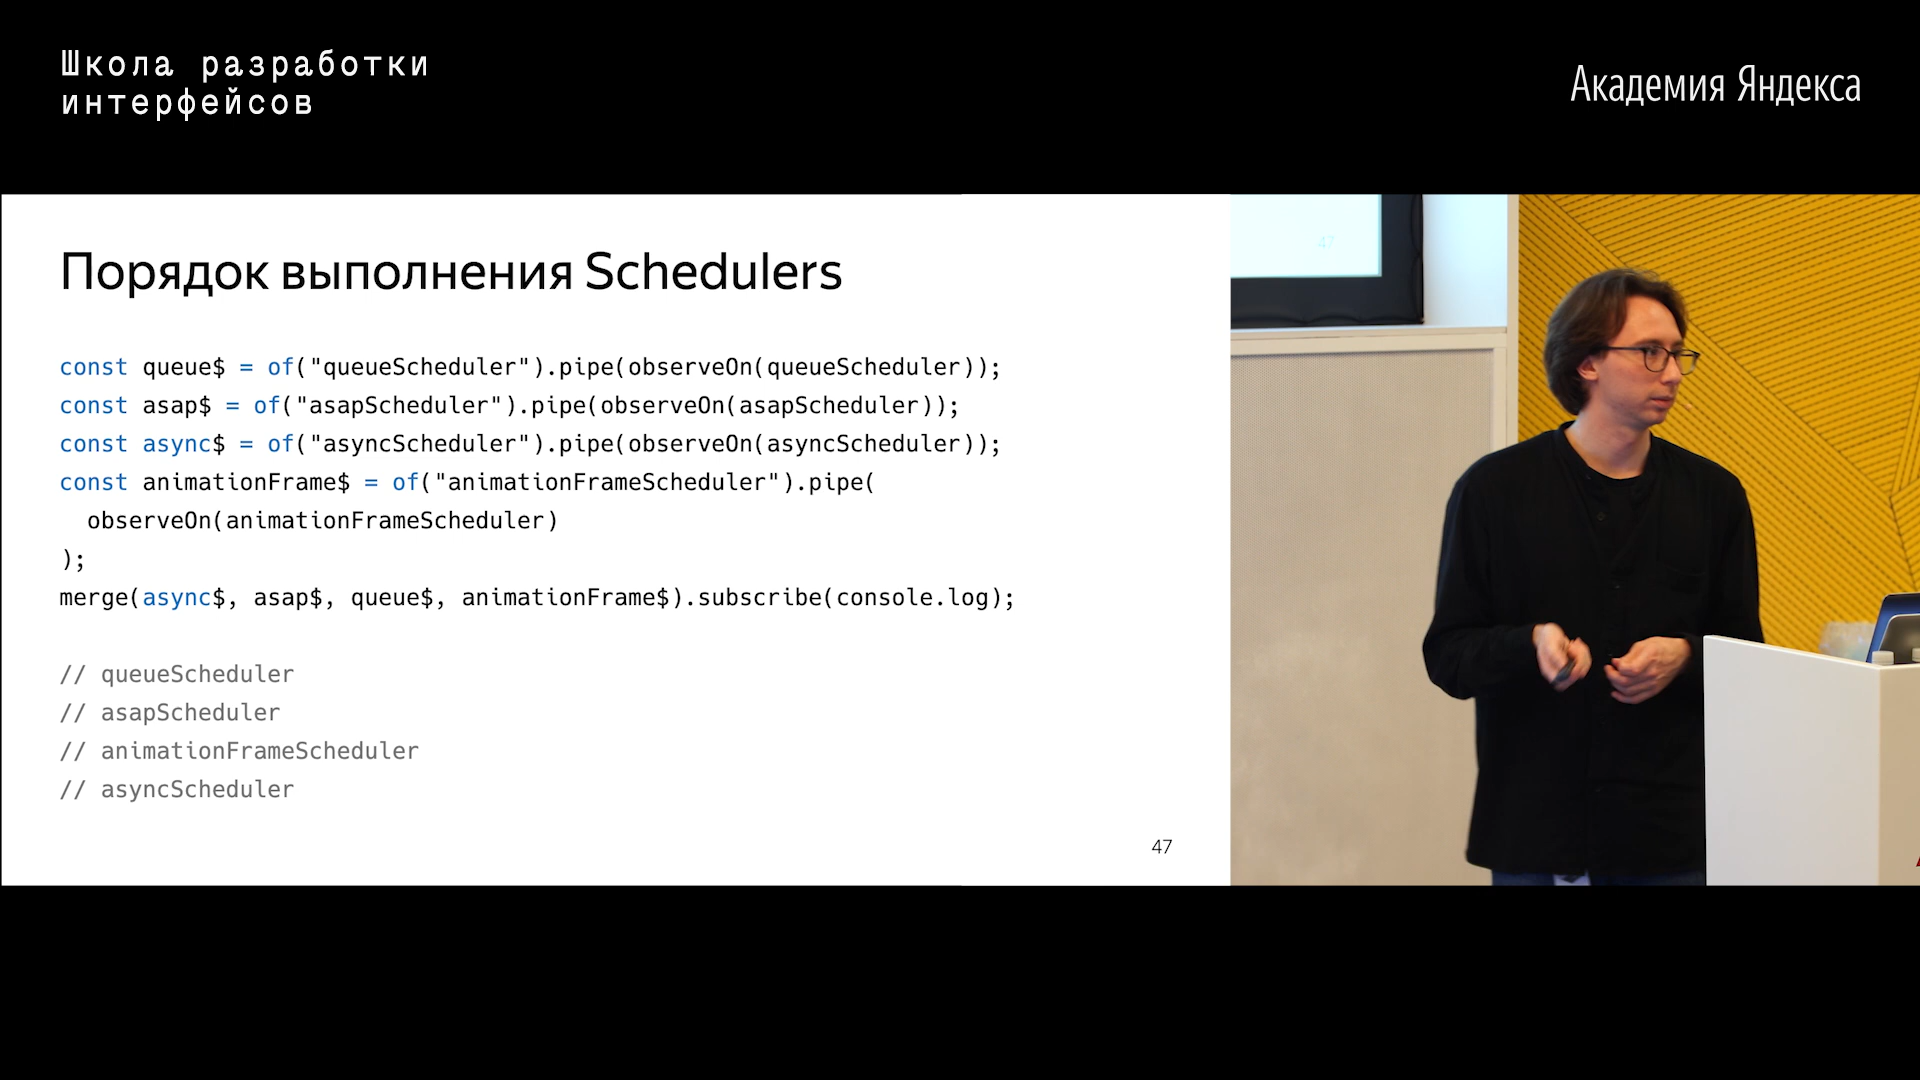 Школа разработки
интерфейсов
Академия Яндекса
Порядок выполнения Schedulers
const queue$ = of("queueScheduler").pipe(observeOn(queueScheduler));
const asap$ = of("asapScheduler").pipe(observeOn(asapScheduler));
const async$ = of("asyncScheduler").pipe(observeOn(asyncScheduler));
const animationFrame$ = of("animationFrameScheduler").pipe(
observeOn(animationFrameScheduler)
);
merge(async$, asap$, queue$, animationFrame$).subscribe(console.log);
// queueScheduler
// asapScheduler
// animationFrameScheduler
// asyncScheduler
47
47